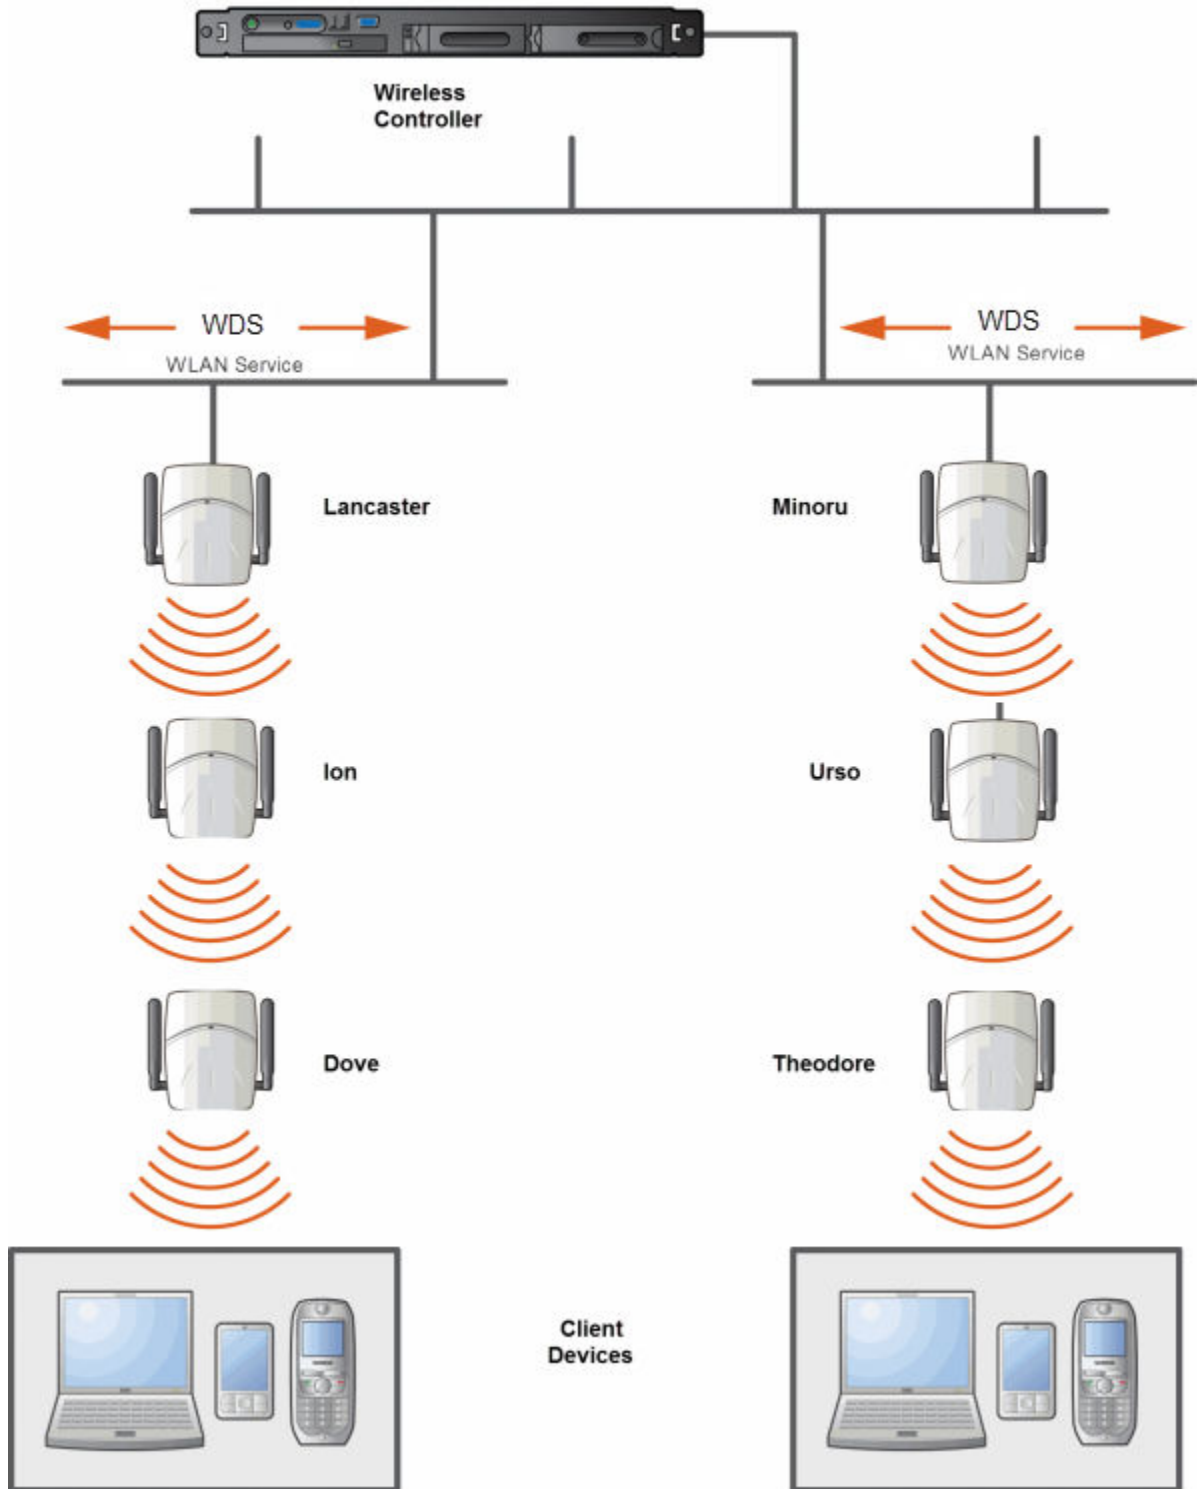 Wireless
Controller
WDS
WLAN Service
WDS
WLAN Service
Lancaster
Minoru
Ion
Urso
Dove
Theodore
Client
Devices